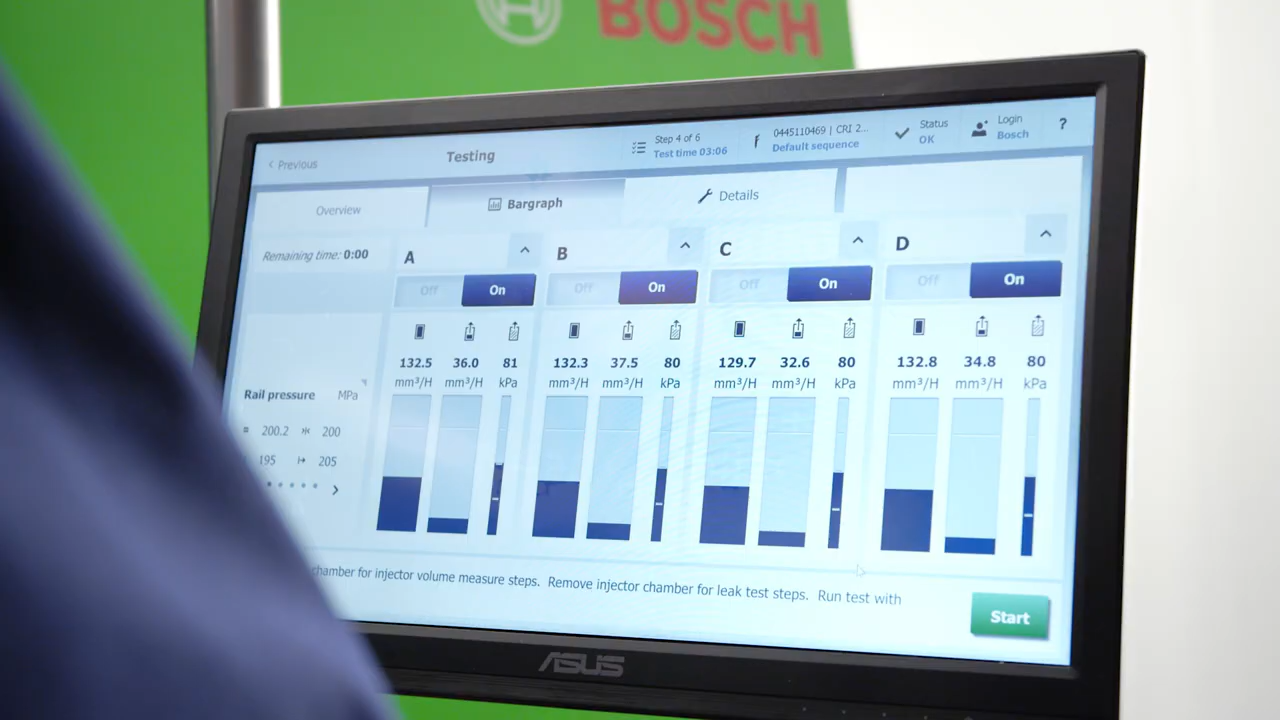 BOSCH
< Previous
Testing
Step 4 of 6
Test time 03:06
0445110469 | CRI 2...
Default sequence
Status
OK
Login
Bosch
?
Overview
Bargraph
Details
Remaining time: 0:00
A
B
C
D
Off On
Off On
Off On
Off On
132.5 36.0 81
mm³/H mm³/H kPa
132.3 37.5 80
mm³/H mm³/H kPa
129.7 32.6 80
mm³/H mm³/H kPa
132.8 34.8 80
mm³/H mm³/H kPa
Rail pressure MPa
200.2 200
195 205
chamber for injector volume measure steps. Remove injector chamber for leak test steps. Run test with
Start
ASUS